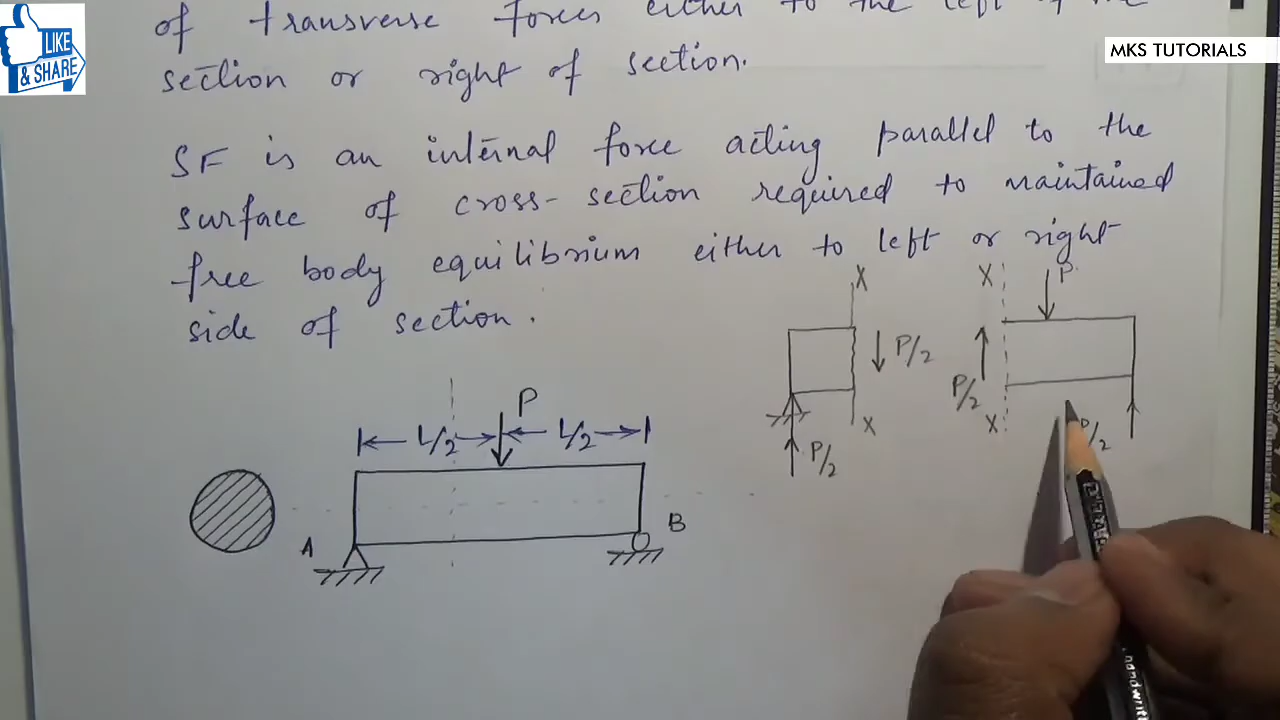 LIKE
& SHARE
MKS TUTORIALS
of transverse forces either to the left of the
section or right of section.
SF is an internal force acting parallel to the
surface of cross-section required to maintained
free body equilibrium either to left or right
side of section.
X
X
P
P/2
P/2
X
X
P/2
P/2
P
L/2
L/2
A
B